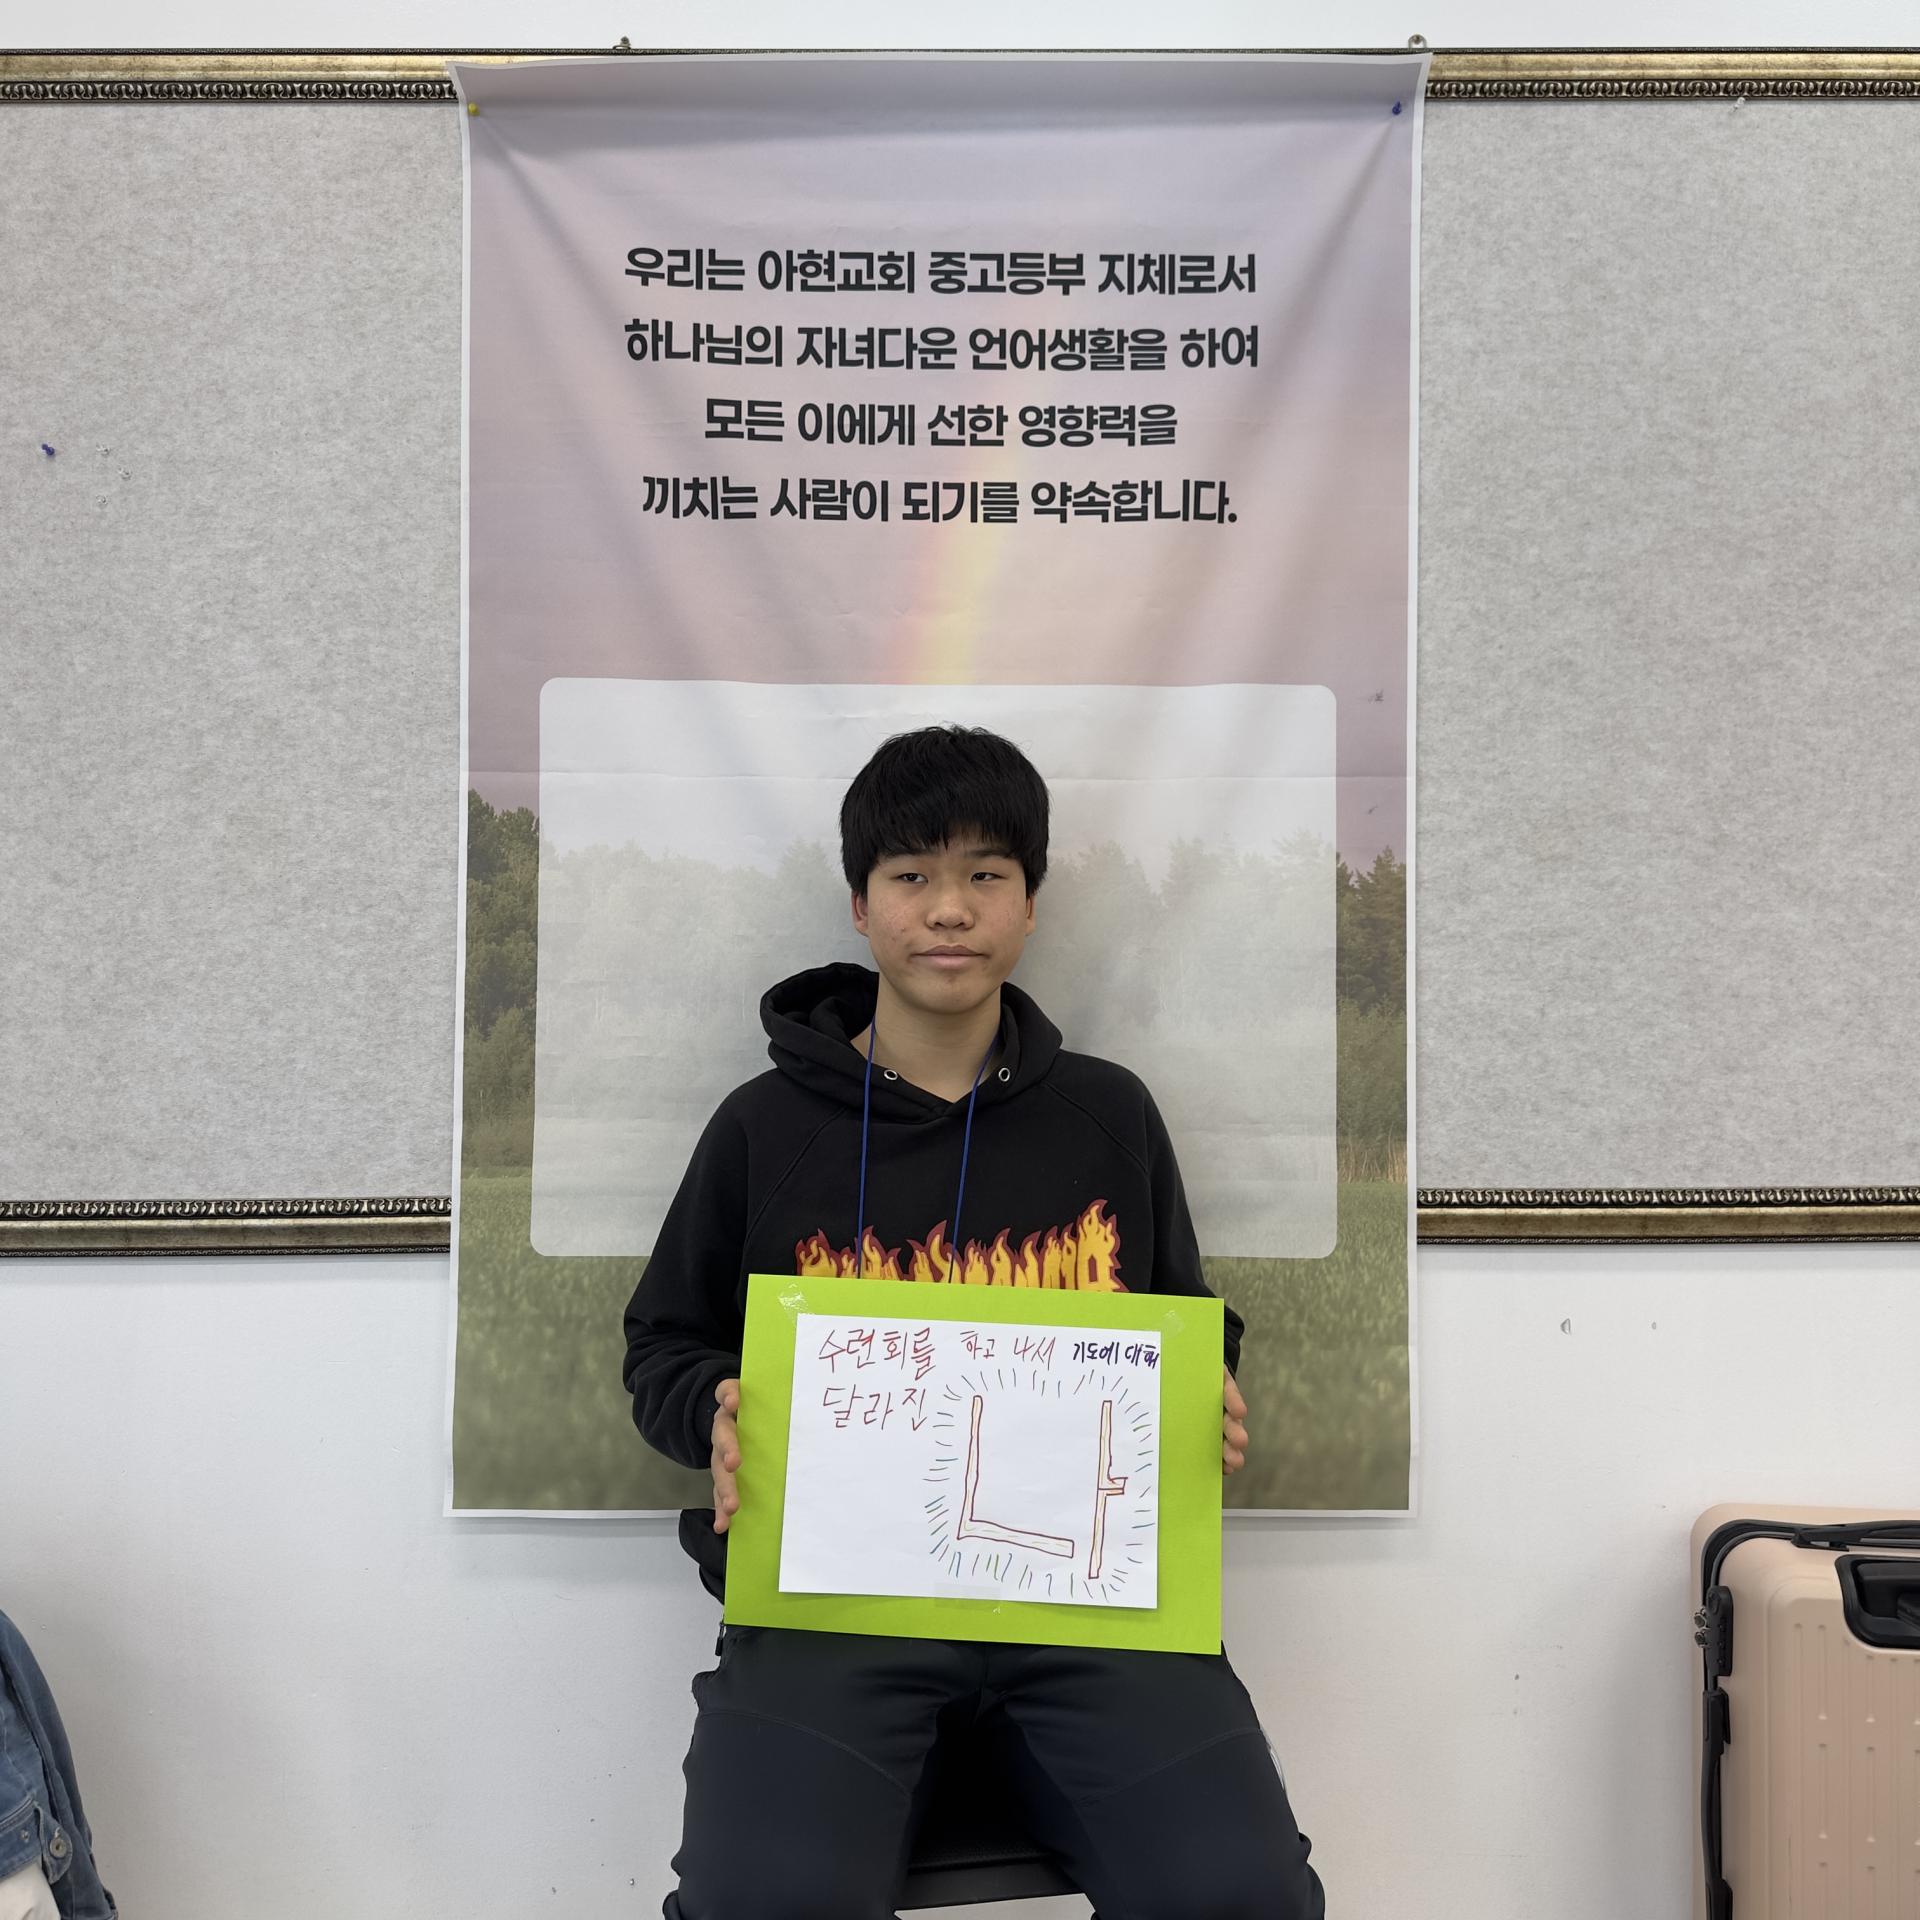 우리는 아현교회 중고등부 지체로서
하나님의 자녀다운 언어생활을 하여
모든 이에게 선한 영향력을
끼치는 사람이 되기를 약속합니다.
수련회를 하고 나서 기도에 대해
달라진 나